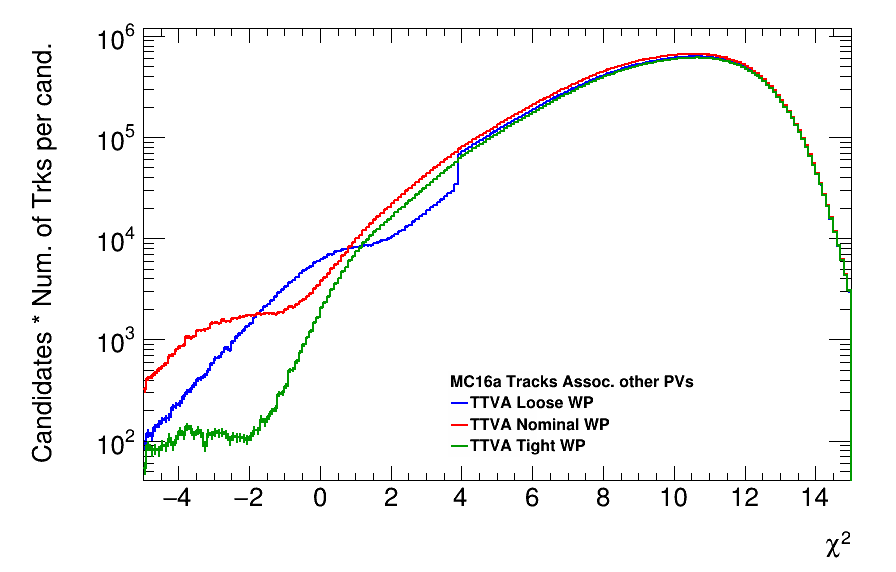 Candidates * Num. of Trks per cand.
10⁶
10⁵
10⁴
10³
10²
MC16a Tracks Assoc. other PVs
TTVA Loose WP
TTVA Nominal WP
TTVA Tight WP
−4 −2 0 2 4 6 8 10 12 14
χ²